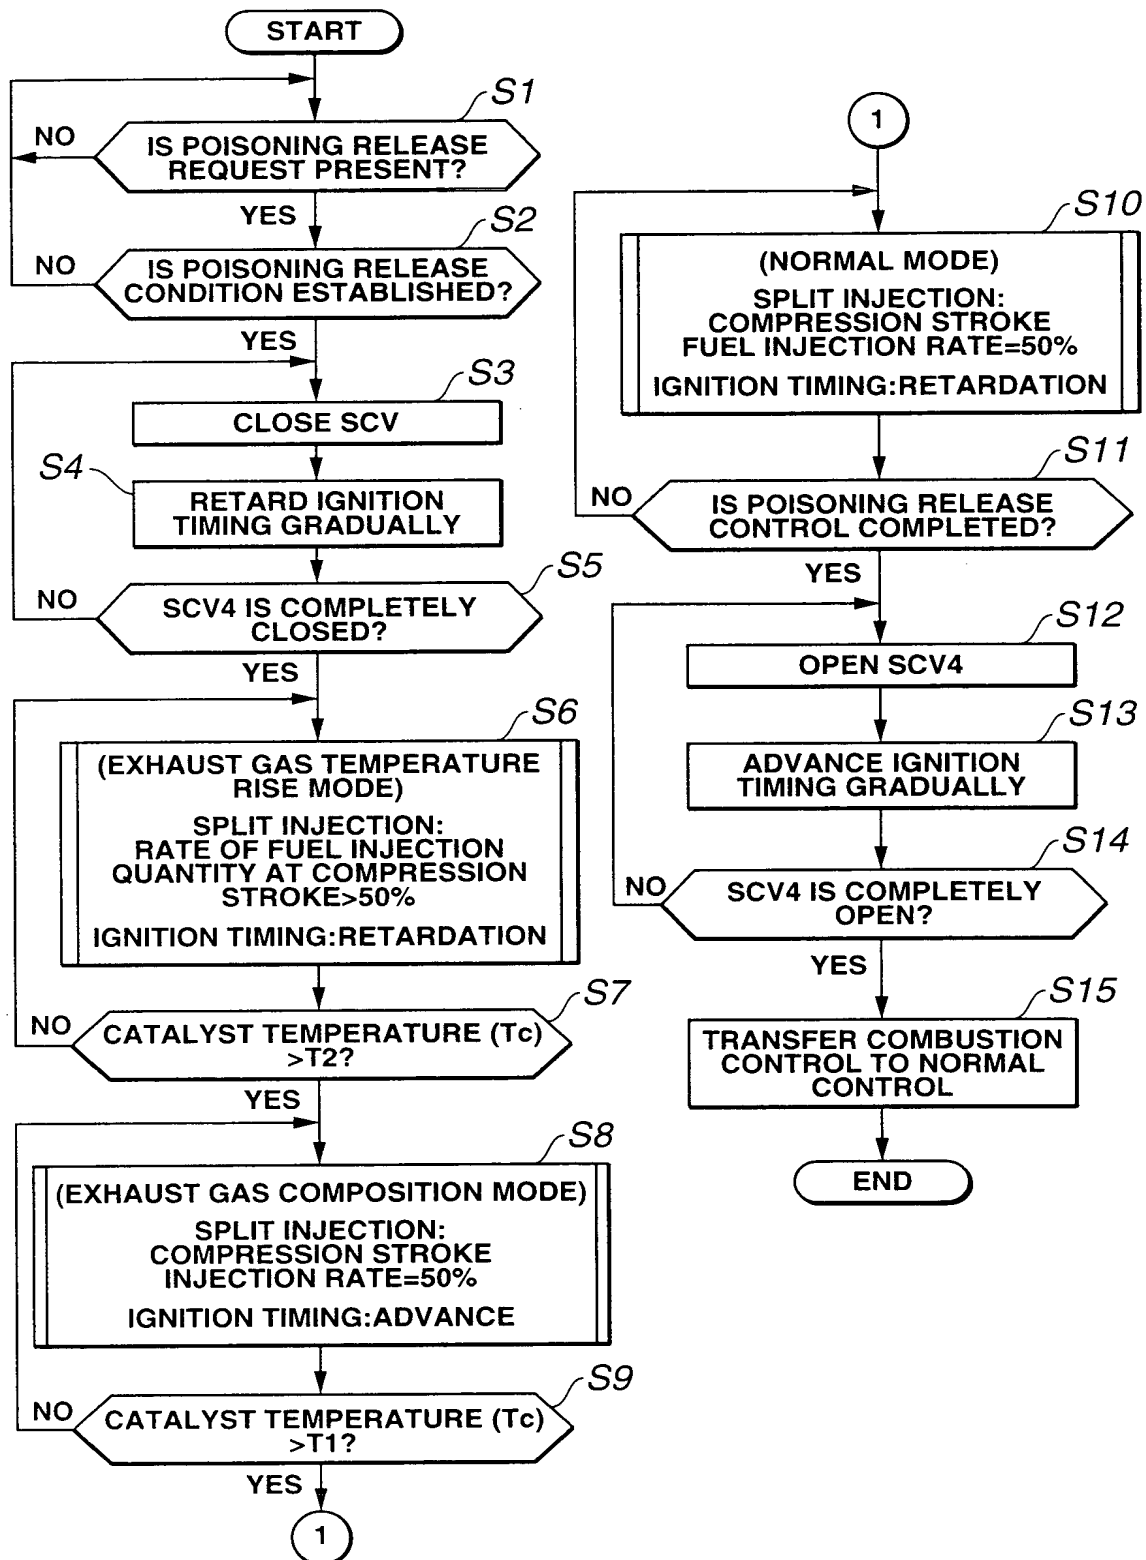 START
S1
NO
IS POISONING RELEASE
REQUEST PRESENT?
YES
S2
NO
IS POISONING RELEASE
CONDITION ESTABLISHED?
YES
S3
CLOSE SCV
S4
RETARD IGNITION
TIMING GRADUALLY
S5
NO
SCV4 IS COMPLETELY
CLOSED?
YES
S6
(EXHAUST GAS TEMPERATURE
RISE MODE)
SPLIT INJECTION:
RATE OF FUEL INJECTION
QUANTITY AT COMPRESSION
STROKE>50%
IGNITION TIMING:RETARDATION
S7
NO
CATALYST TEMPERATURE (Tc)
>T2?
YES
S8
(EXHAUST GAS COMPOSITION MODE)
SPLIT INJECTION:
COMPRESSION STROKE
INJECTION RATE=50%
IGNITION TIMING:ADVANCE
S9
NO
CATALYST TEMPERATURE (Tc)
>T1?
YES
1
1
S10
(NORMAL MODE)
SPLIT INJECTION:
COMPRESSION STROKE
FUEL INJECTION RATE=50%
IGNITION TIMING:RETARDATION
S11
NO
IS POISONING RELEASE
CONTROL COMPLETED?
YES
S12
OPEN SCV4
S13
ADVANCE IGNITION
TIMING GRADUALLY
S14
NO
SCV4 IS COMPLETELY
OPEN?
YES
S15
TRANSFER COMBUSTION
CONTROL TO NORMAL
CONTROL
END